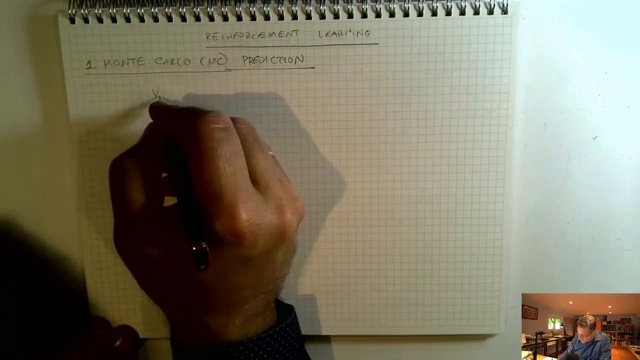 REINFORCEMENT LEARNING
1. MONTE-CARLO (MC) PREDICTION
V